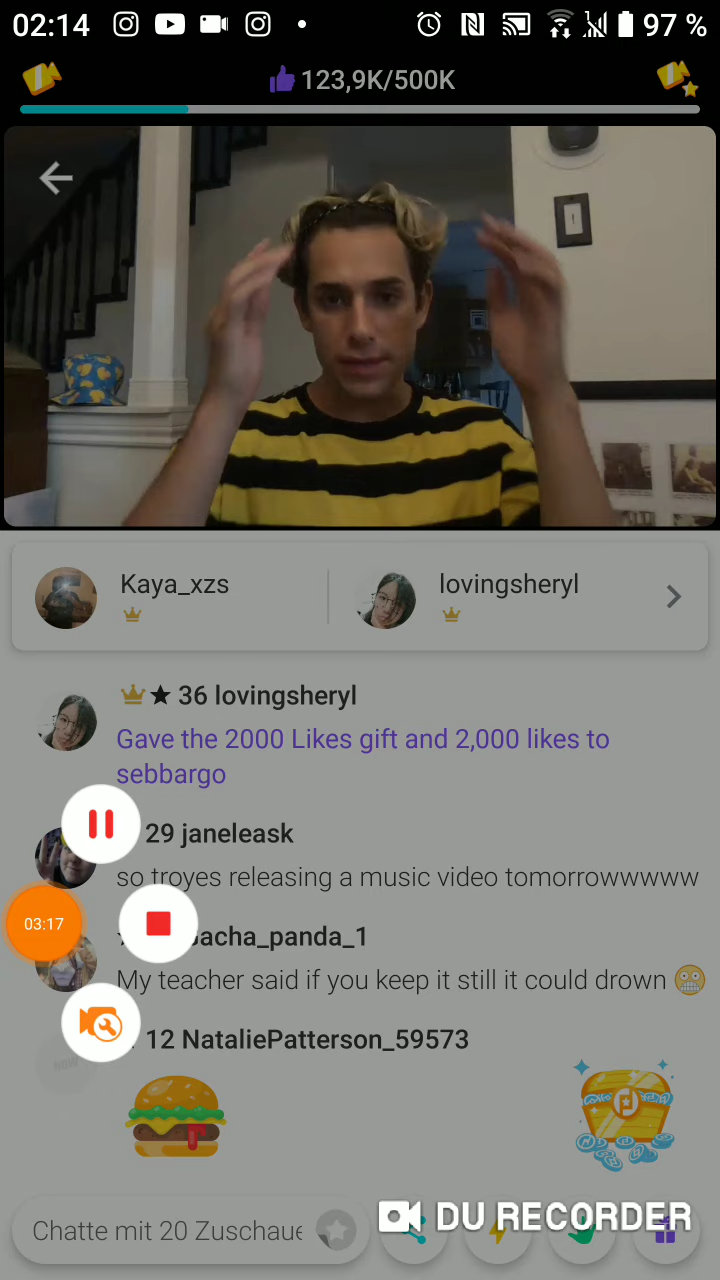 02:14
97 %
123,9K/500K
Kaya_xzs
lovingsheryl
36 lovingsheryl
Gave the 2000 Likes gift and 2,000 likes to
sebbargo
29 janeleask
so troyes releasing a music video tomorrowwwww
acha_panda_1
03:17
My teacher said if you keep it still it could drown 😬
12 NataliePatterson_59573
Chatte mit 20 Zuschaue
DU RECORDER